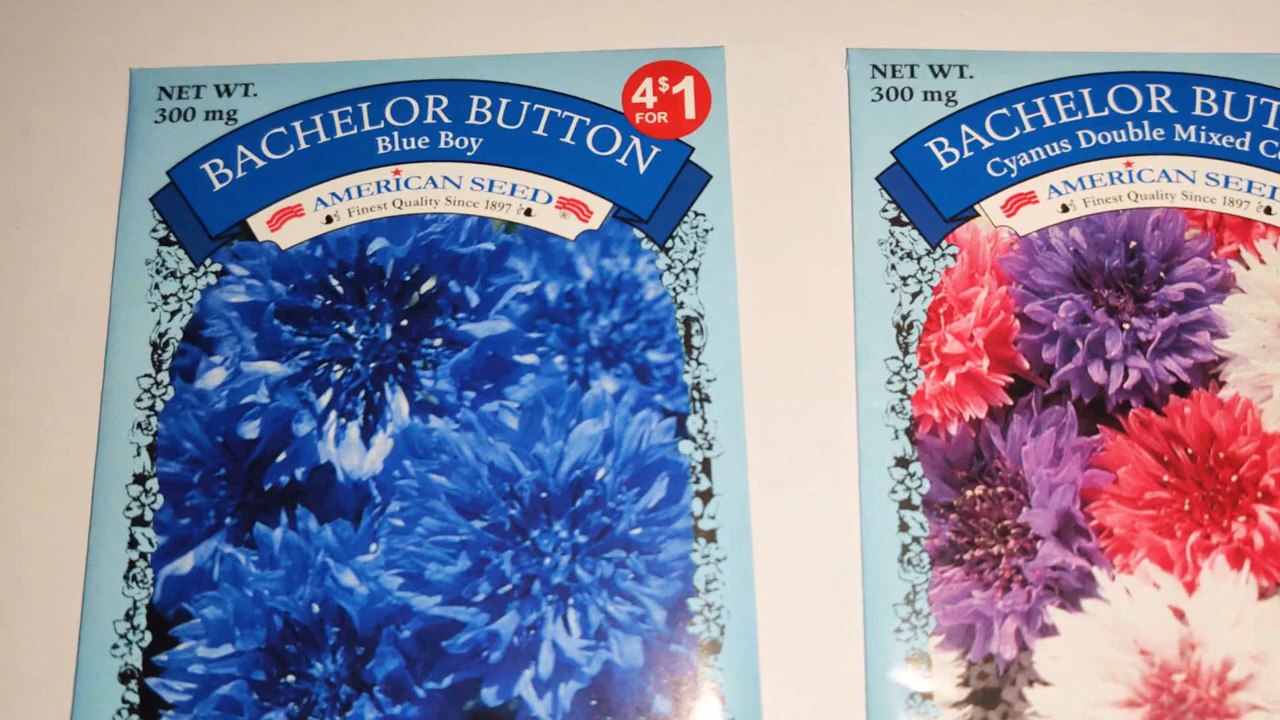 NET WT.
300 mg
BACHELOR BUTTON
Blue Boy
4 FOR $1
AMERICAN SEED®
Finest Quality Since 1897
NET WT.
300 mg
BACHELOR BUT
Cyanus Double Mixed C
AMERICAN SEE
Finest Quality Since 1897